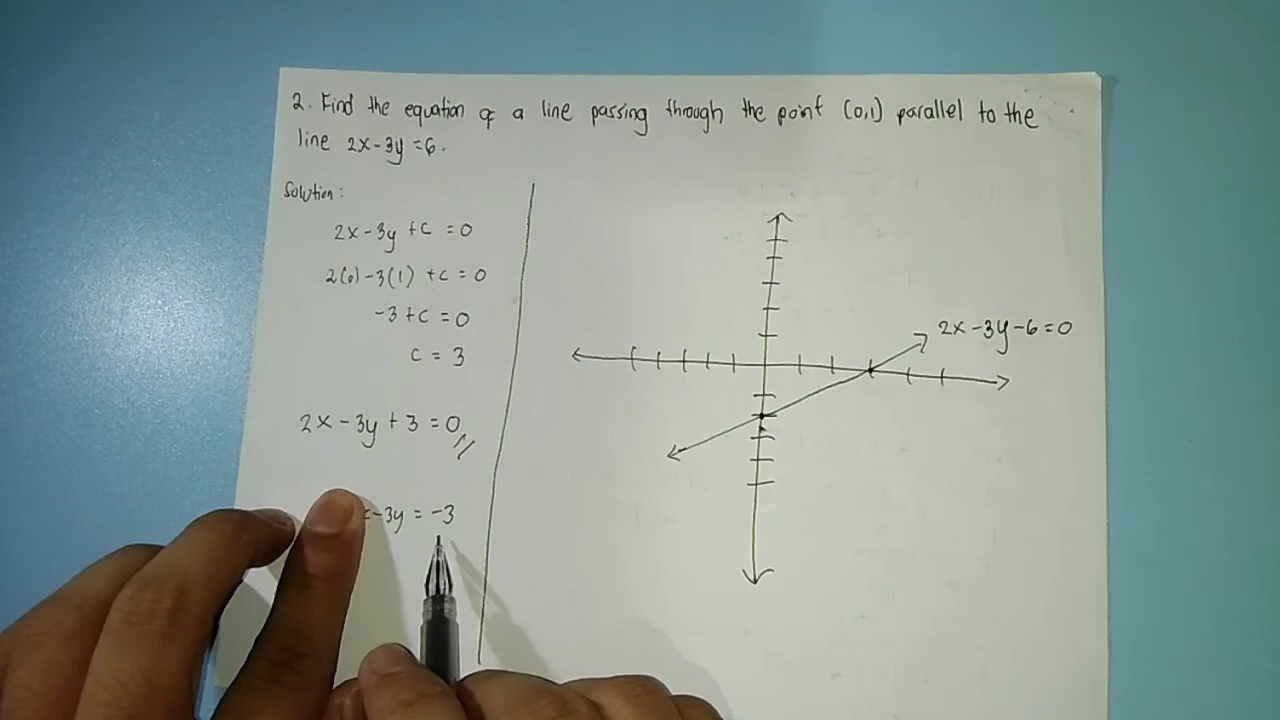 2. Find the equation of a line passing through the point (0,1) parallel to the
line 2x-3y=6.
Solution:
2x-3y+c=0
2(0)-3(1)+c=0
-3+c=0
c=3
2x-3y+3=0
-3y=-3
2x-3y-6=0